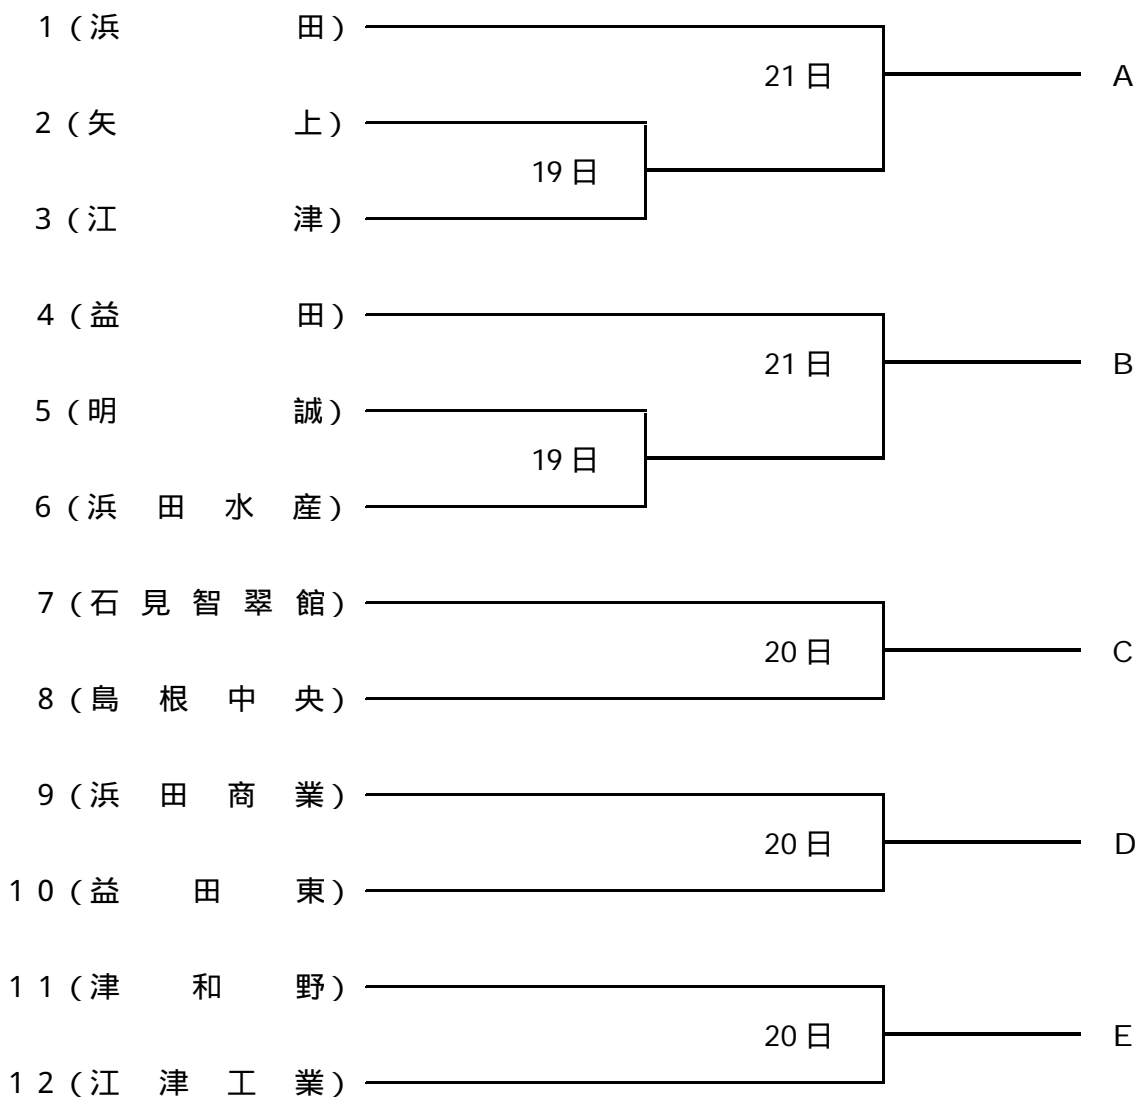 1(浜田)
21日 A
2(矢上)
19日
3(江津)
4(益田)
21日 B
5(明誠)
19日
6(浜田水産)
7(石見智翠館)
20日 C
8(島根中央)
9(浜田商業)
20日 D
10(益田東)
11(津和野)
20日 E
12(江津工業)